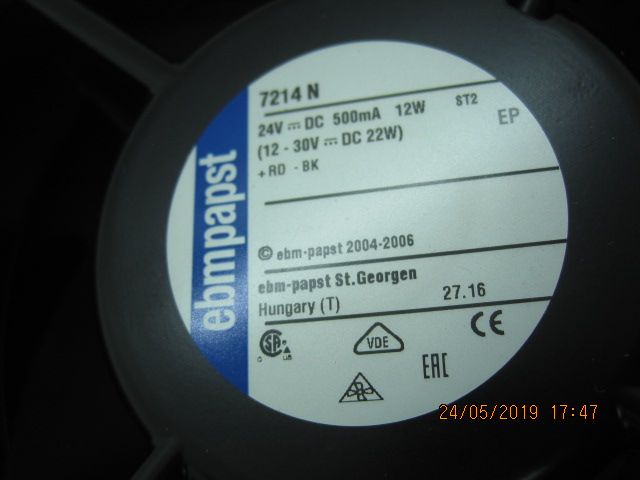 7214 N
24V ⎓ DC 500mA 12W ST2
(12 - 30V ⎓ DC 22W) EP
+ RD - BK
ebmpapst
© ebm-papst 2004-2006
ebm-papst St.Georgen
Hungary (T) 27.16
CE
VDE
EAC
24/05/2019 17:47